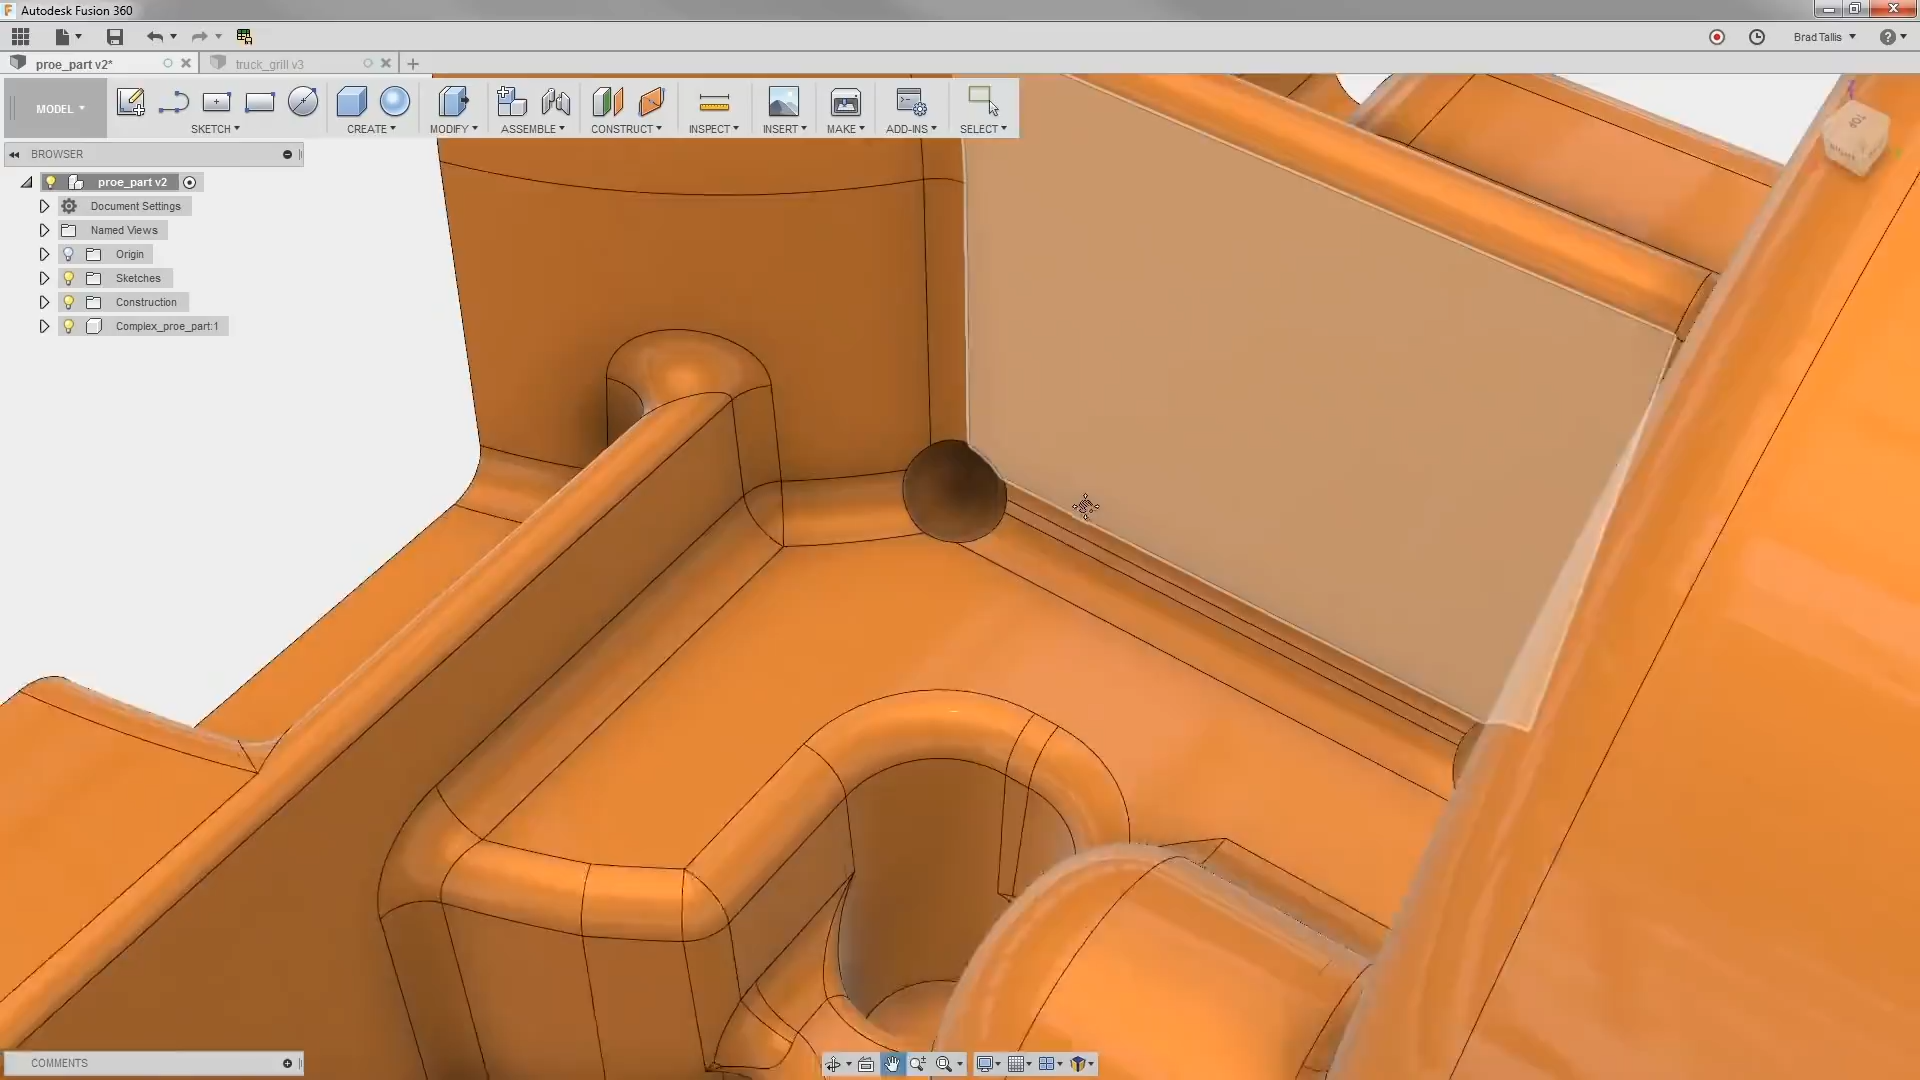 Autodesk Fusion 360
Brad Tallis
proe_part v2*
truck_grill v3
MODEL
SKETCH
CREATE
MODIFY
ASSEMBLE
CONSTRUCT
INSPECT
INSERT
MAKE
ADD-INS
SELECT
BROWSER
proe_part v2
Document Settings
Named Views
Origin
Sketches
Construction
Complex_proe_part:1
TOP
COMMENTS